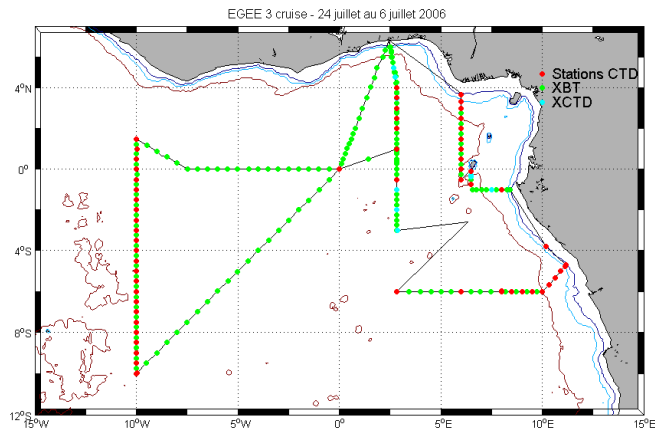 EGEE 3 cruise - 24 juillet au 6 juillet 2006
Stations CTD
XBT
XCTD
4°N
0°
4°S
8°S
12°S
15°W
10°W
5°W
0°
5°E
10°E
15°E